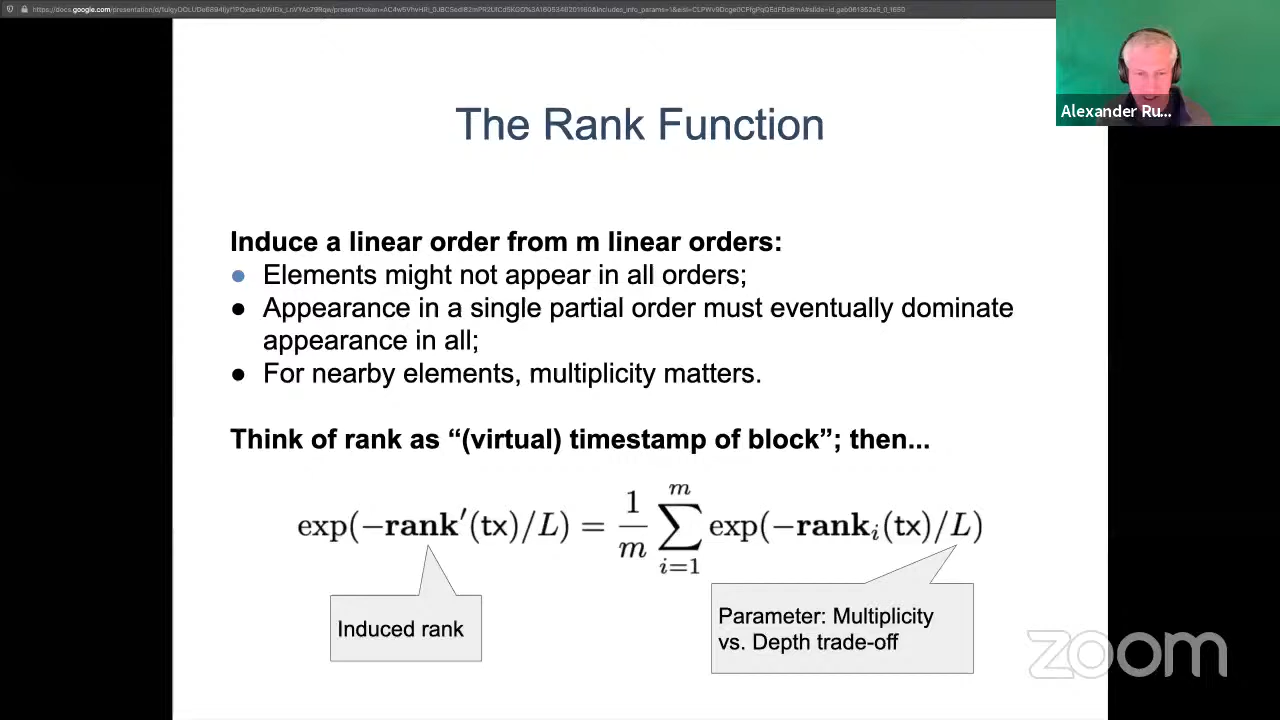 Alexander Ru...
The Rank Function
Induce a linear order from m linear orders:
● Elements might not appear in all orders;
● Appearance in a single partial order must eventually dominate
appearance in all;
● For nearby elements, multiplicity matters.
Think of rank as “(virtual) timestamp of block”; then...
exp(−rank′(tx)/L) = 1/m ∑_{i=1}^{m} exp(−rank_i(tx)/L)
Induced rank
Parameter: Multiplicity
vs. Depth trade-off
zoom